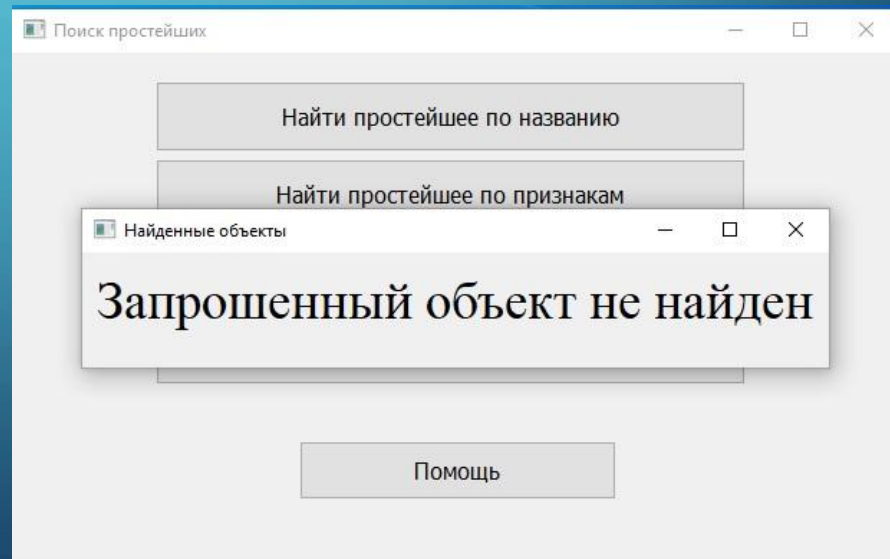 Поиск простейших
Найти простейшее по названию
Найти простейшее по признакам
Найденные объекты
Запрошенный объект не найден
Помощь